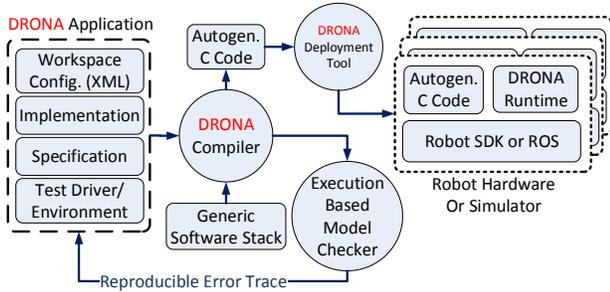 DRONA Application
Workspace
Config. (XML)
Implementation
Specification
Test Driver/
Environment
Autogen.
C Code
DRONA
Deployment
Tool
DRONA
Compiler
Generic
Software Stack
Execution
Based
Model
Checker
Reproducible Error Trace
Autogen.
C Code
DRONA
Runtime
Robot SDK or ROS
Robot Hardware
Or Simulator